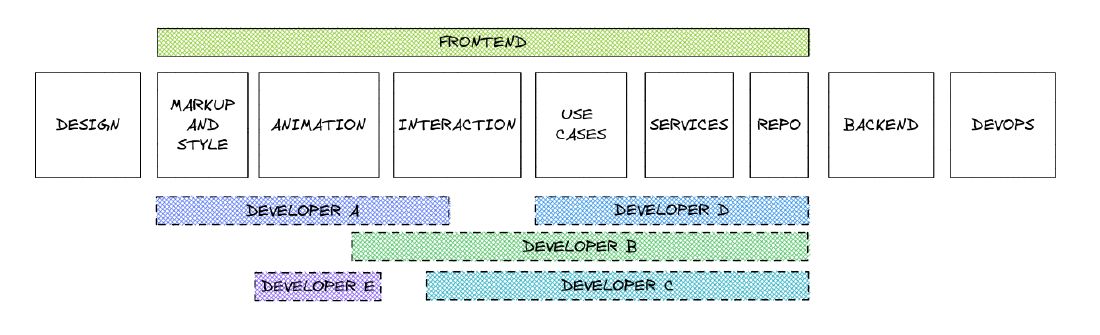 FRONTEND
DESIGN
MARKUP
AND
STYLE
ANIMATION
INTERACTION
USE
CASES
SERVICES
REPO
BACKEND
DEVOPS
DEVELOPER A
DEVELOPER D
DEVELOPER B
DEVELOPER E
DEVELOPER C